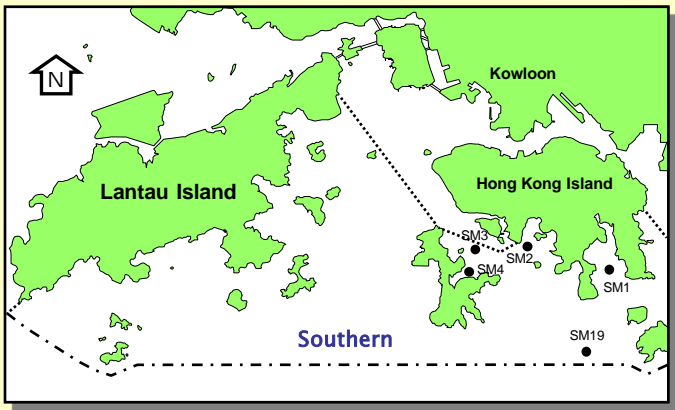 N
Kowloon
Lantau Island
Hong Kong Island
SM3
SM2
SM4
SM1
Southern
SM19